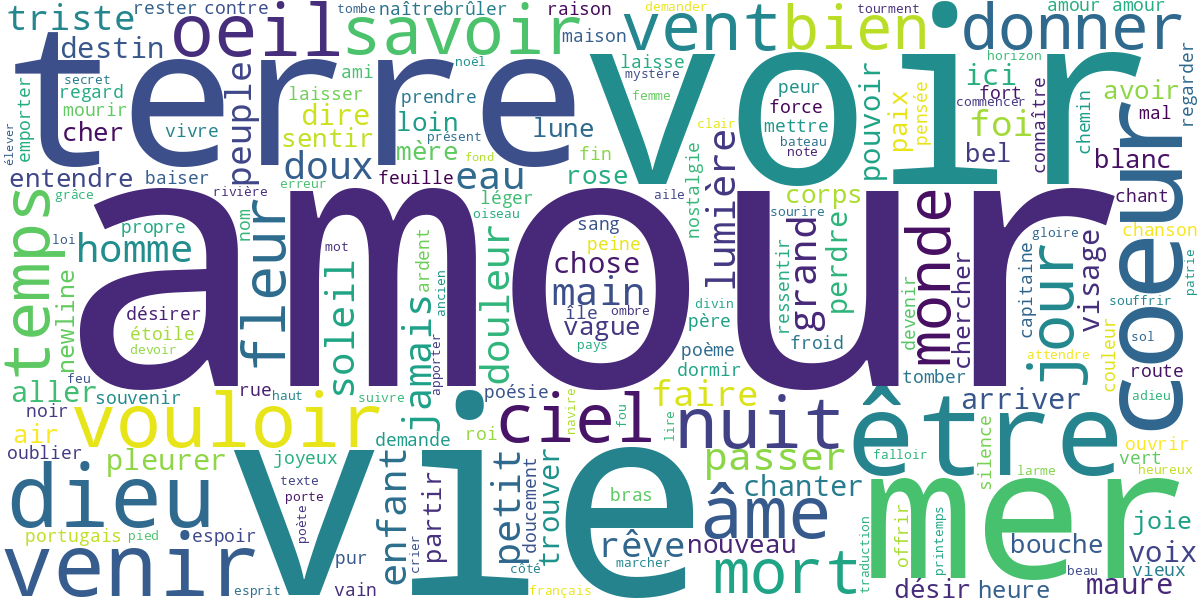 triste
rester contre
tombe
naîtrebrûler
raison
demander
tourment
amour amour
destin
oeil
savoir
maison
vent
bien
donner
terre
voir
secret
regard
mourir
cher
emporter
élever
vivre
peupler
ami
laisser
dire
sentir
doux
noël
prendre
loin
mère
présent
fond
lune
laisse
mystère
femme
clair
peur
force
mettre
bateau
note
pouvoir
paix
pensée
ici
horizon
fort
commencer
foi
bel
connaître
chemin
avoir
mal
regarder
blanc
entendre
baiser
rivière
erreur
feuille
eau
fin
rose
grâce
temps
loi
propre
homme
newline
nom
fleur
désirer
étoile
devoir
amour
mot
soleil
jamais
ardent
ancien
apporter
léger
oiseau
douleur
sang
peine
chose
main
île
ombre
vague
pays
aile
nostalgie
lumière
divin
père
poème
dormir
corps
sourire
ressentir
grand
perdre
froid
monde
devenir
chercher
tomber
gloire
capitaine
jour
visage
attendre
chant
chanson
coeur
patrie
souffrir
sol
couleur
route
adieu
aller
feu
souvenir
rue
haut
suivre
poésie
noir
air
oublier
vouloir
demande
roi
ciel
navire
fou
lire
faire
nuit
être
arriver
silence
falloir
larme
ouvrir
vert
heureux
pleurer
joyeux
dieu
vie
texte
porte
poète
enfant
crier
partir
petit
doucement
trouver
bras
passer
chanter
âme
mer
joie
portugais
pied
espoir
venir
esprit
pur
vain
côté
français
marcher
rêve
nouveau
mort
traduction
offrir
printemps
désir
heure
bouche
beau
voix
vieux
maure